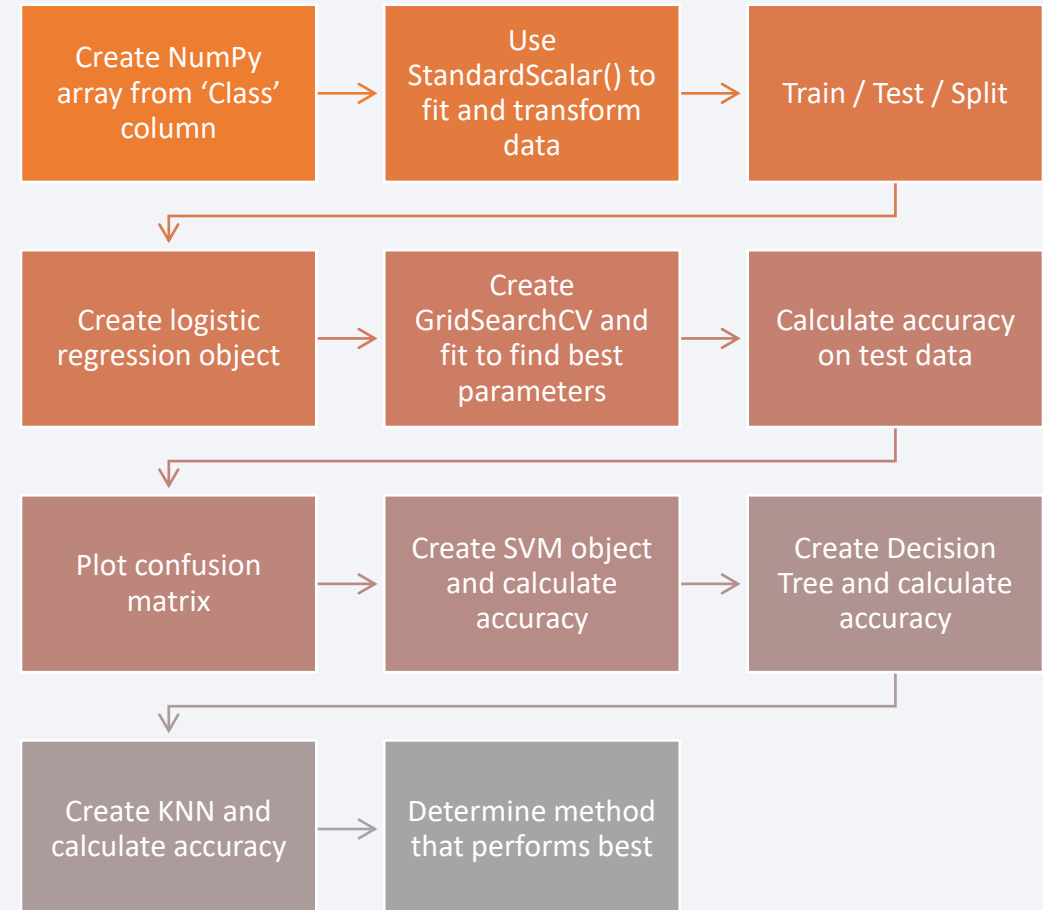 Create NumPy
array from ‘Class’
column
Use
StandardScalar() to
fit and transform
data
Train / Test / Split
Create logistic
regression object
Create
GridSearchCV and
fit to find best
parameters
Calculate accuracy
on test data
Plot confusion
matrix
Create SVM object
and calculate
accuracy
Create Decision
Tree and calculate
accuracy
Create KNN and
calculate accuracy
Determine method
that performs best